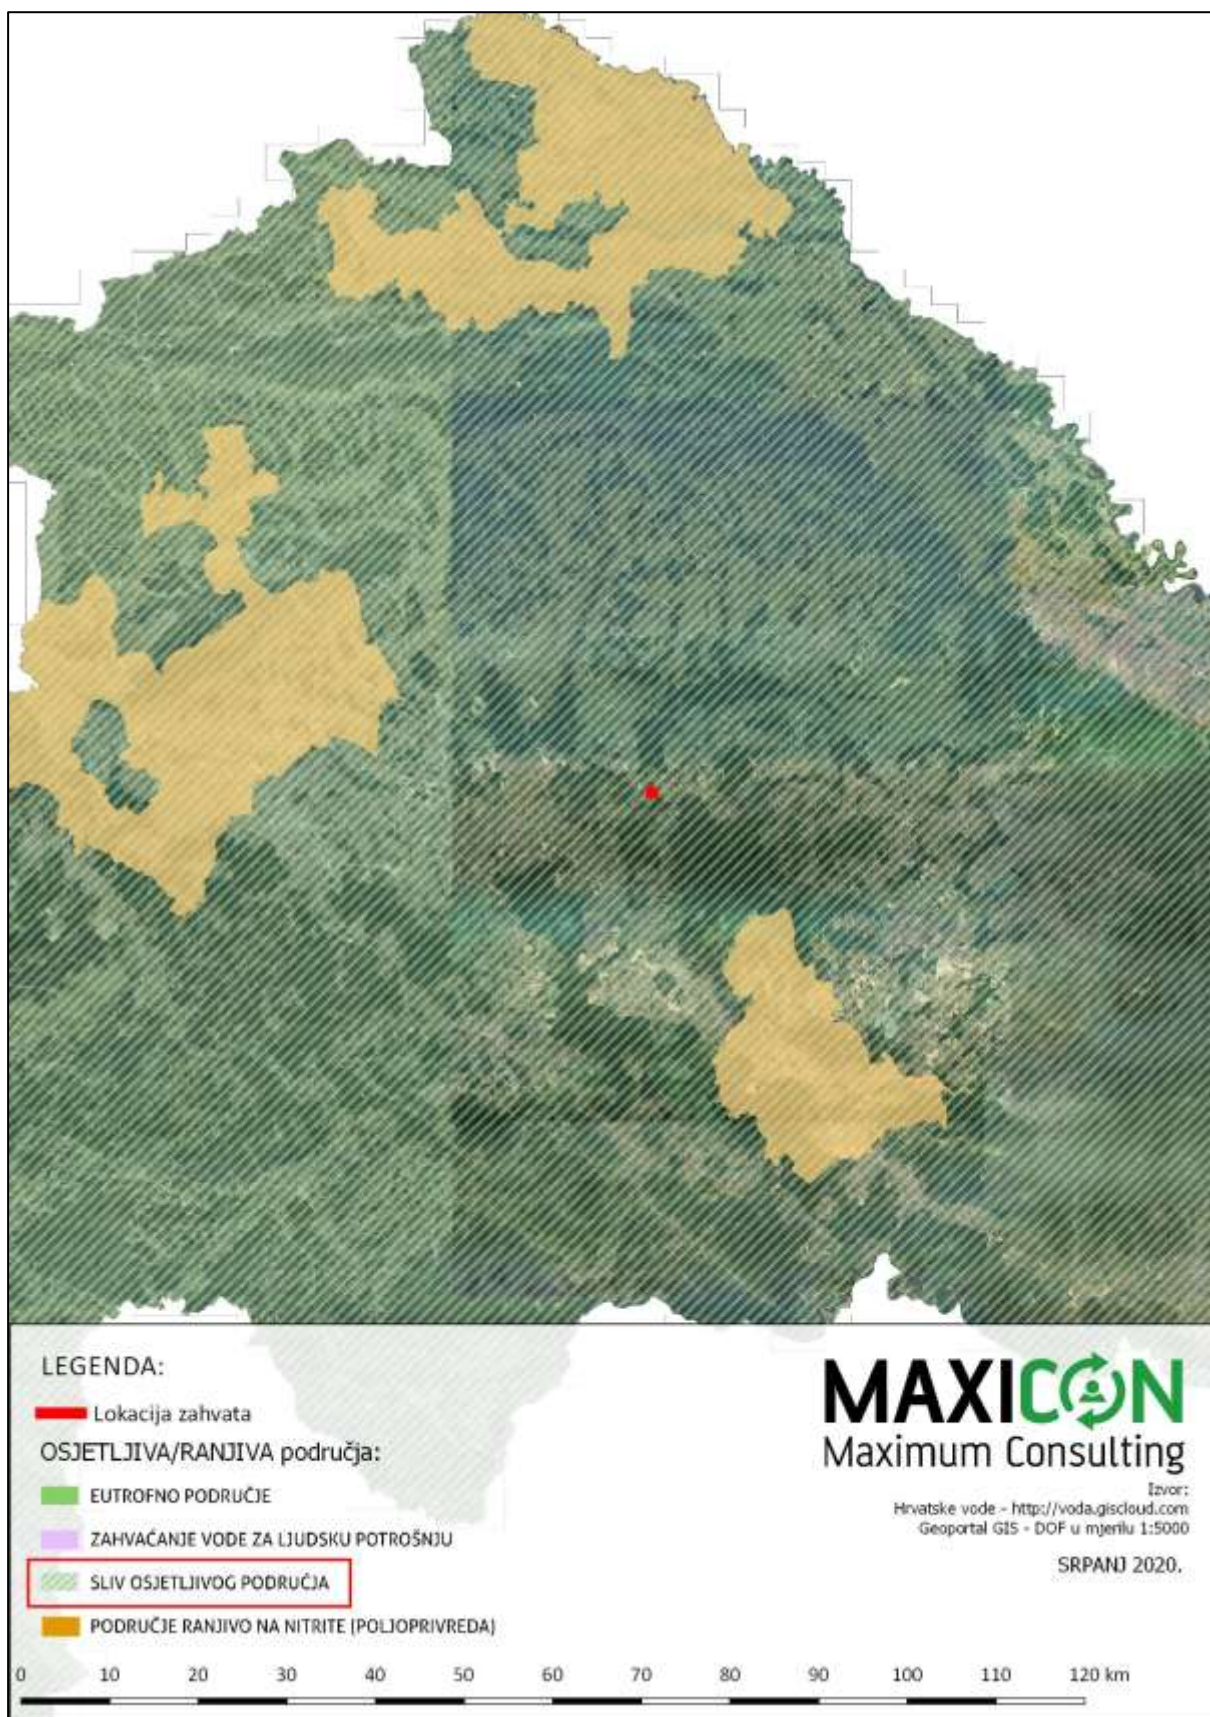 LEGENDA:
Lokacija zahvata
OSJETLJIVA/RANJIVA područja:
EUTROFNO PODRUČJE
ZAHVAĆANJE VODE ZA LJUDSKU POTROŠNJU
SLIV OSJETLJIVOG PODRUČJA
PODRUČJE RANJIVO NA NITRITE (POLJOPRIVREDA)
MAXICON
Maximum Consulting
Izvor:
Hrvatske vode - http://voda.giscloud.com
Geoportal GIS - DOF u mjerilu 1:5000
SRPANJ 2020.
0 10 20 30 40 50 60 70 80 90 100 110 120 km